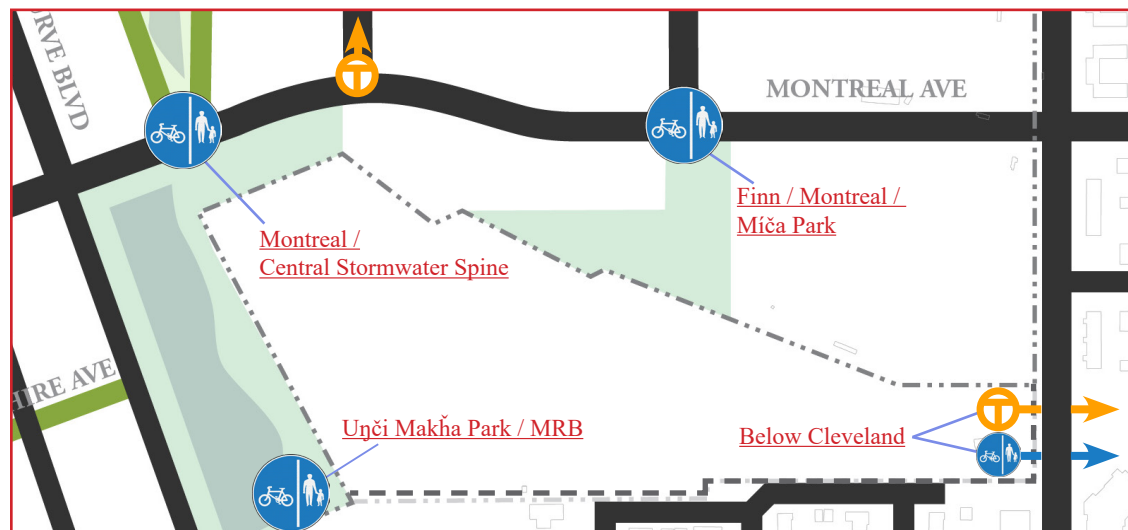 URVE BLVD
MONTREAL AVE
Finn / Montreal /
Míča Park
Montreal /
Central Stormwater Spine
HIRE AVE
Uŋči Makȟa Park / MRB
Below Cleveland
T
T